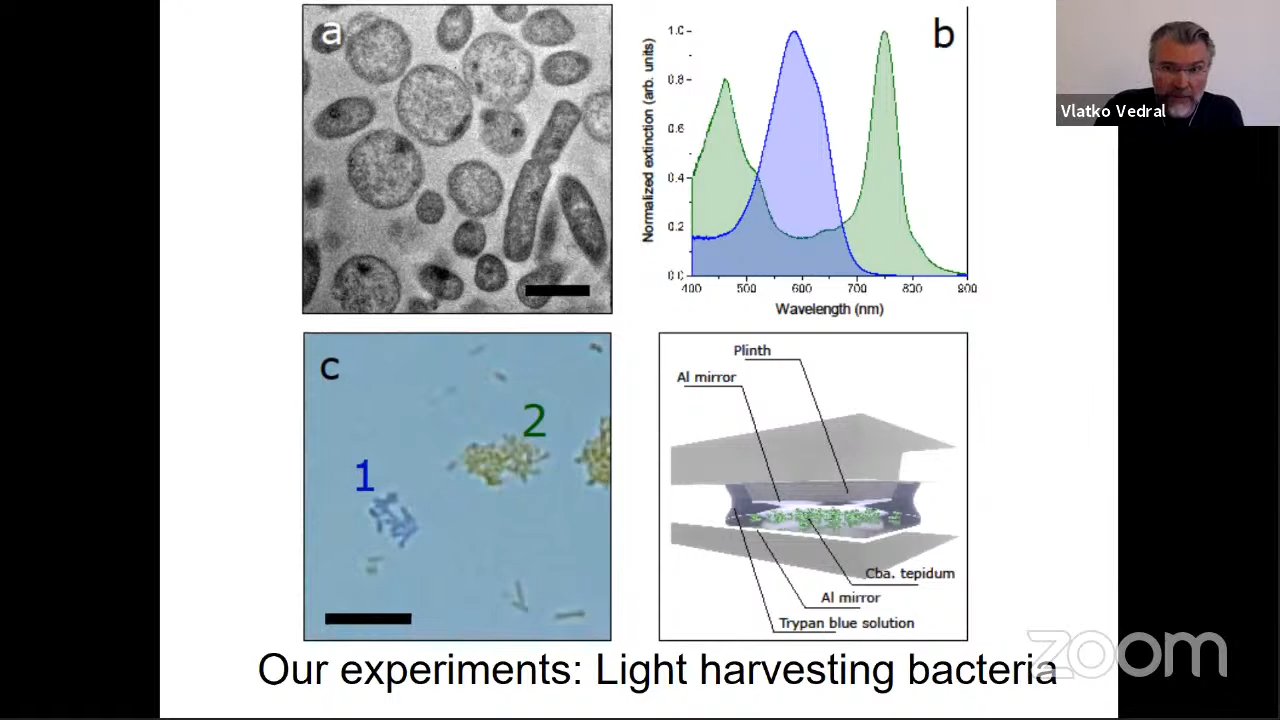 a
b
Normalized extinction (arb. units)
1.0
0.8
0.6
0.4
0.2
0.0
400 500 600 700 800 900
Wavelength (nm)
Vlatko Vedral
c
1
2
Plinth
Al mirror
Cba. tepidum
Al mirror
Trypan blue solution
Our experiments: Light harvesting bacteria
zoom